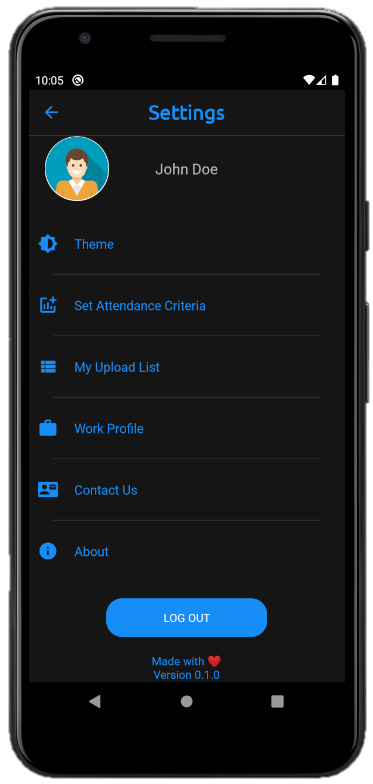 10:05
Settings
John Doe
Theme
Set Attendance Criteria
My Upload List
Work Profile
Contact Us
About
LOG OUT
Made with ❤️
Version 0.1.0